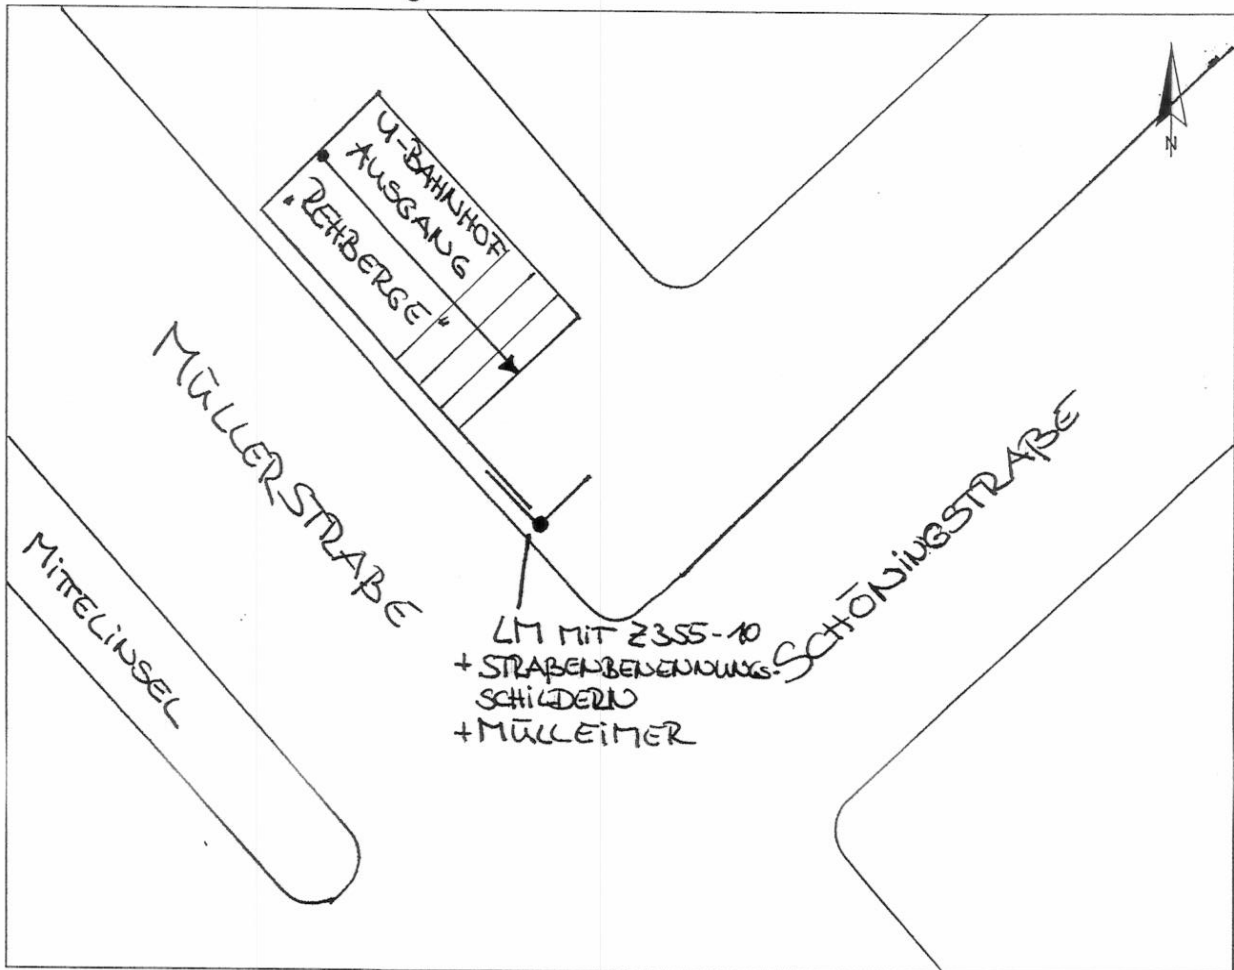 U-BAHNHOF
AUSGANG
"REHBERGE"
N
MÜLLERSTRAßE
SCHÖNINGSTRAßE
MITTELINSEL
LM MIT Z355-10
+ STRAßENBENENNUNGS-
SCHILDERN
+ MÜLLEIMER